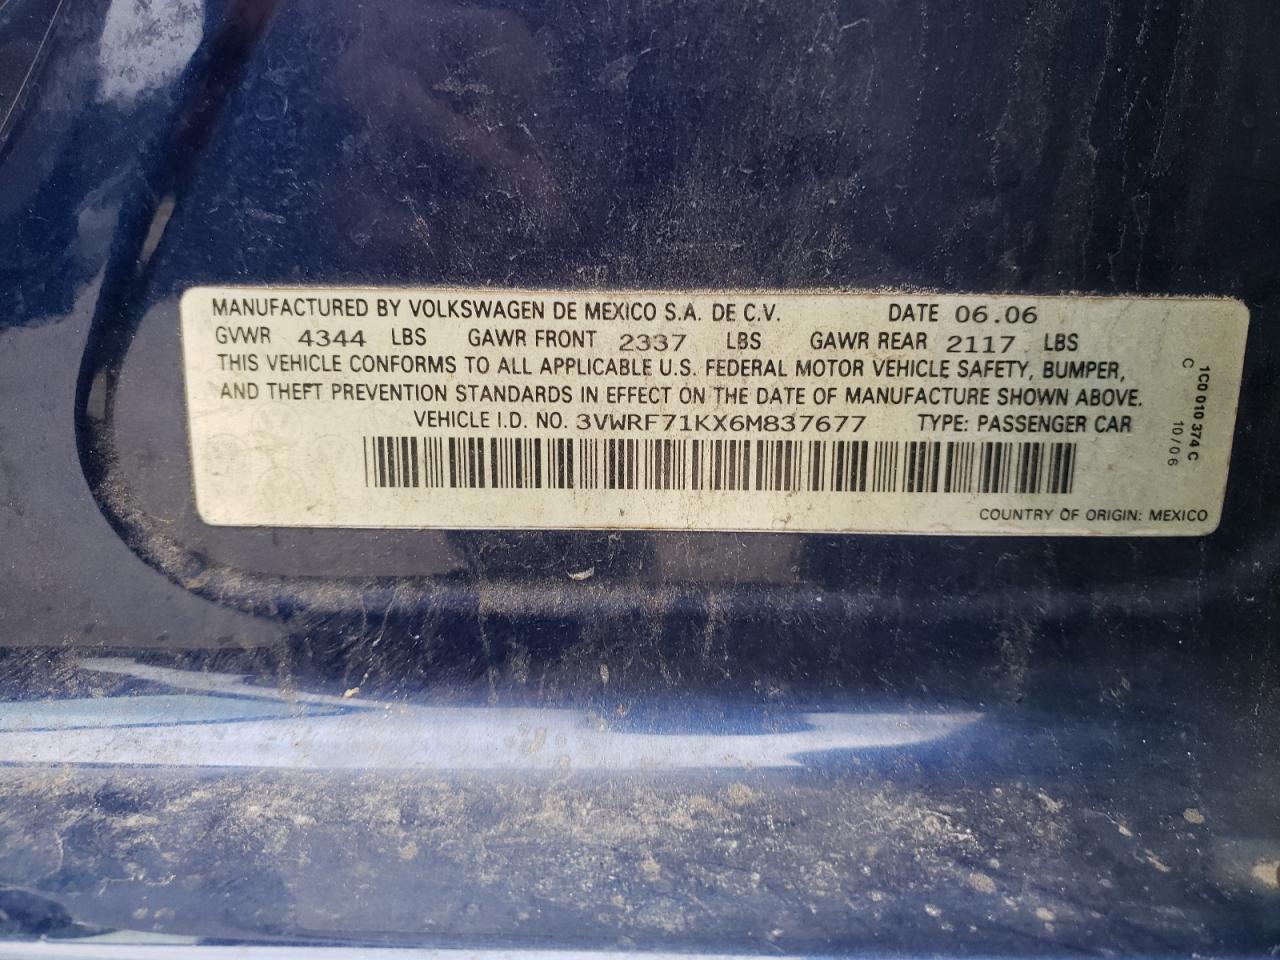 MANUFACTURED BY VOLKSWAGEN DE MEXICO S.A. DE C.V. DATE 06.06
GVWR 4344 LBS GAWR FRONT 2337 LBS GAWR REAR 2117 LBS
THIS VEHICLE CONFORMS TO ALL APPLICABLE U.S. FEDERAL MOTOR VEHICLE SAFETY, BUMPER,
AND THEFT PREVENTION STANDARDS IN EFFECT ON THE DATE OF MANUFACTURE SHOWN ABOVE.
VEHICLE I.D. NO. 3VWRF71KX6M837677 TYPE: PASSENGER CAR
COUNTRY OF ORIGIN: MEXICO
1C0 010 374 C
C 10/06